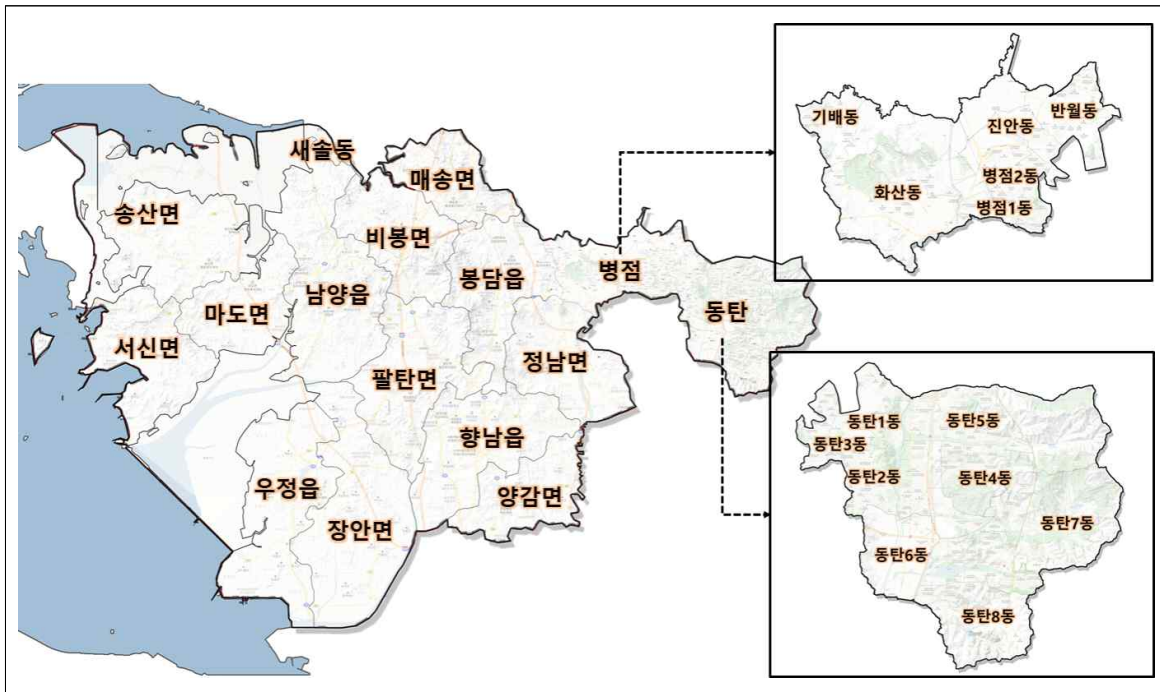 새솔동
매송면
송산면
비봉면
봉담읍
병점
남양읍
마도면
동탄
서신면
정남면
팔탄면
향남읍
우정읍
양감면
장안면
기배동
반월동
진안동
병점2동
화산동
병점1동
동탄1동
동탄5동
동탄3동
동탄2동
동탄4동
동탄7동
동탄6동
동탄8동